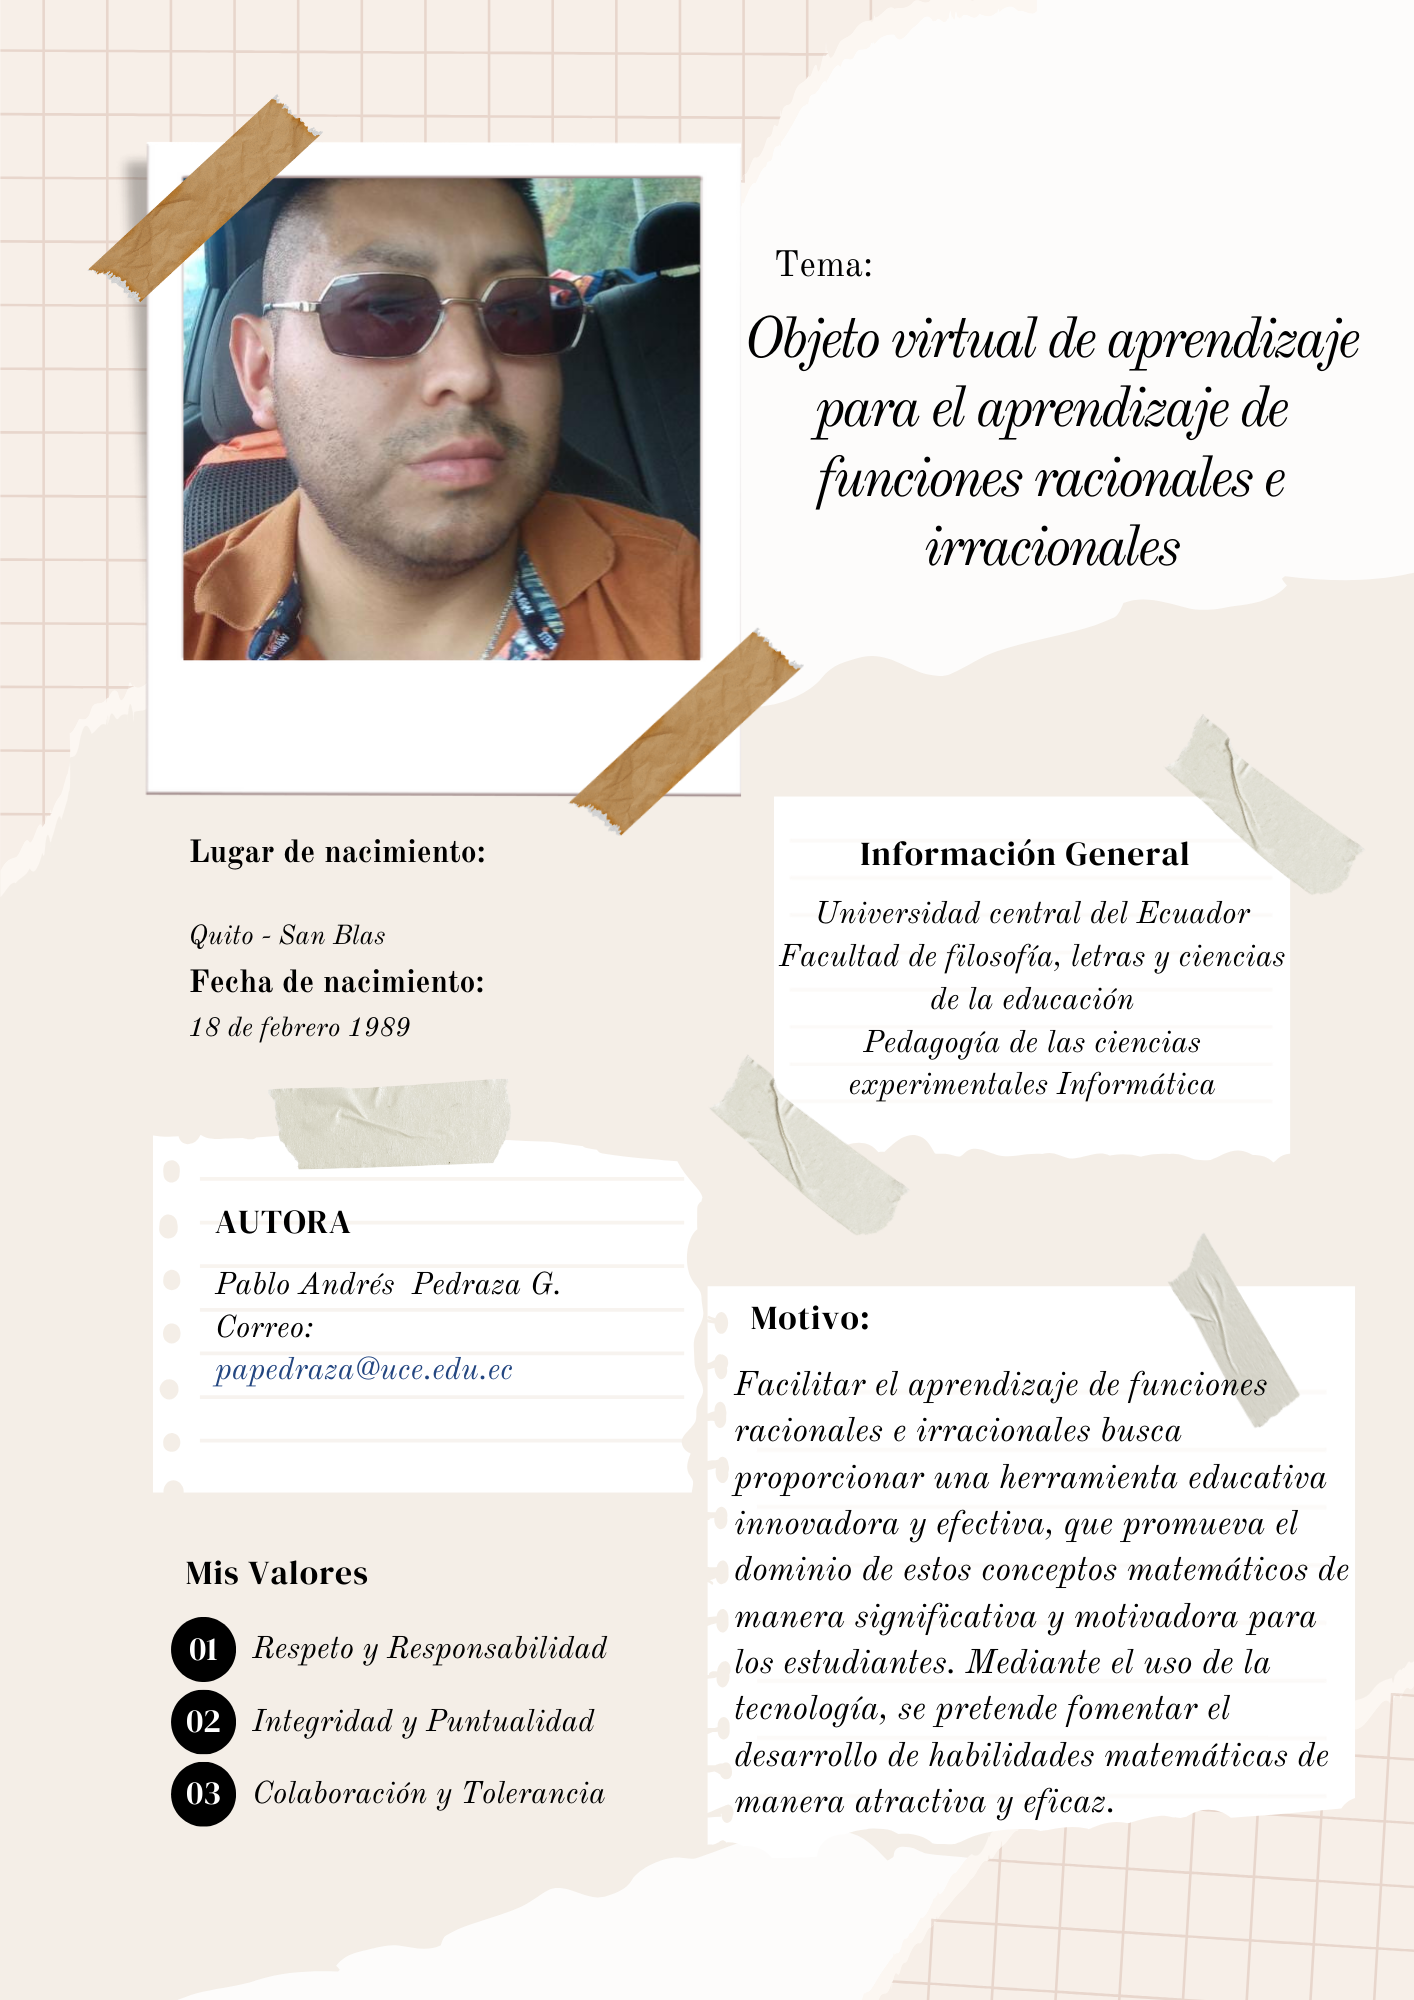 Tema:
Objeto virtual de aprendizaje
para el aprendizaje de
funciones racionales e
irracionales
Lugar de nacimiento:
Quito - San Blas
Fecha de nacimiento:
18 de febrero 1989
Información General
Universidad central del Ecuador
Facultad de filosofía, letras y ciencias
de la educación
Pedagogía de las ciencias
experimentales Informática
AUTORA
Pablo Andrés  Pedraza G.
Correo:
papedraza@uce.edu.ec
Motivo:
Facilitar el aprendizaje de funciones
racionales e irracionales busca
proporcionar una herramienta educativa
innovadora y efectiva, que promueva el
dominio de estos conceptos matemáticos de
manera significativa y motivadora para
los estudiantes. Mediante el uso de la
tecnología, se pretende fomentar el
desarrollo de habilidades matemáticas de
manera atractiva y eficaz.
Mis Valores
01 Respeto y Responsabilidad
02 Integridad y Puntualidad
03 Colaboración y Tolerancia